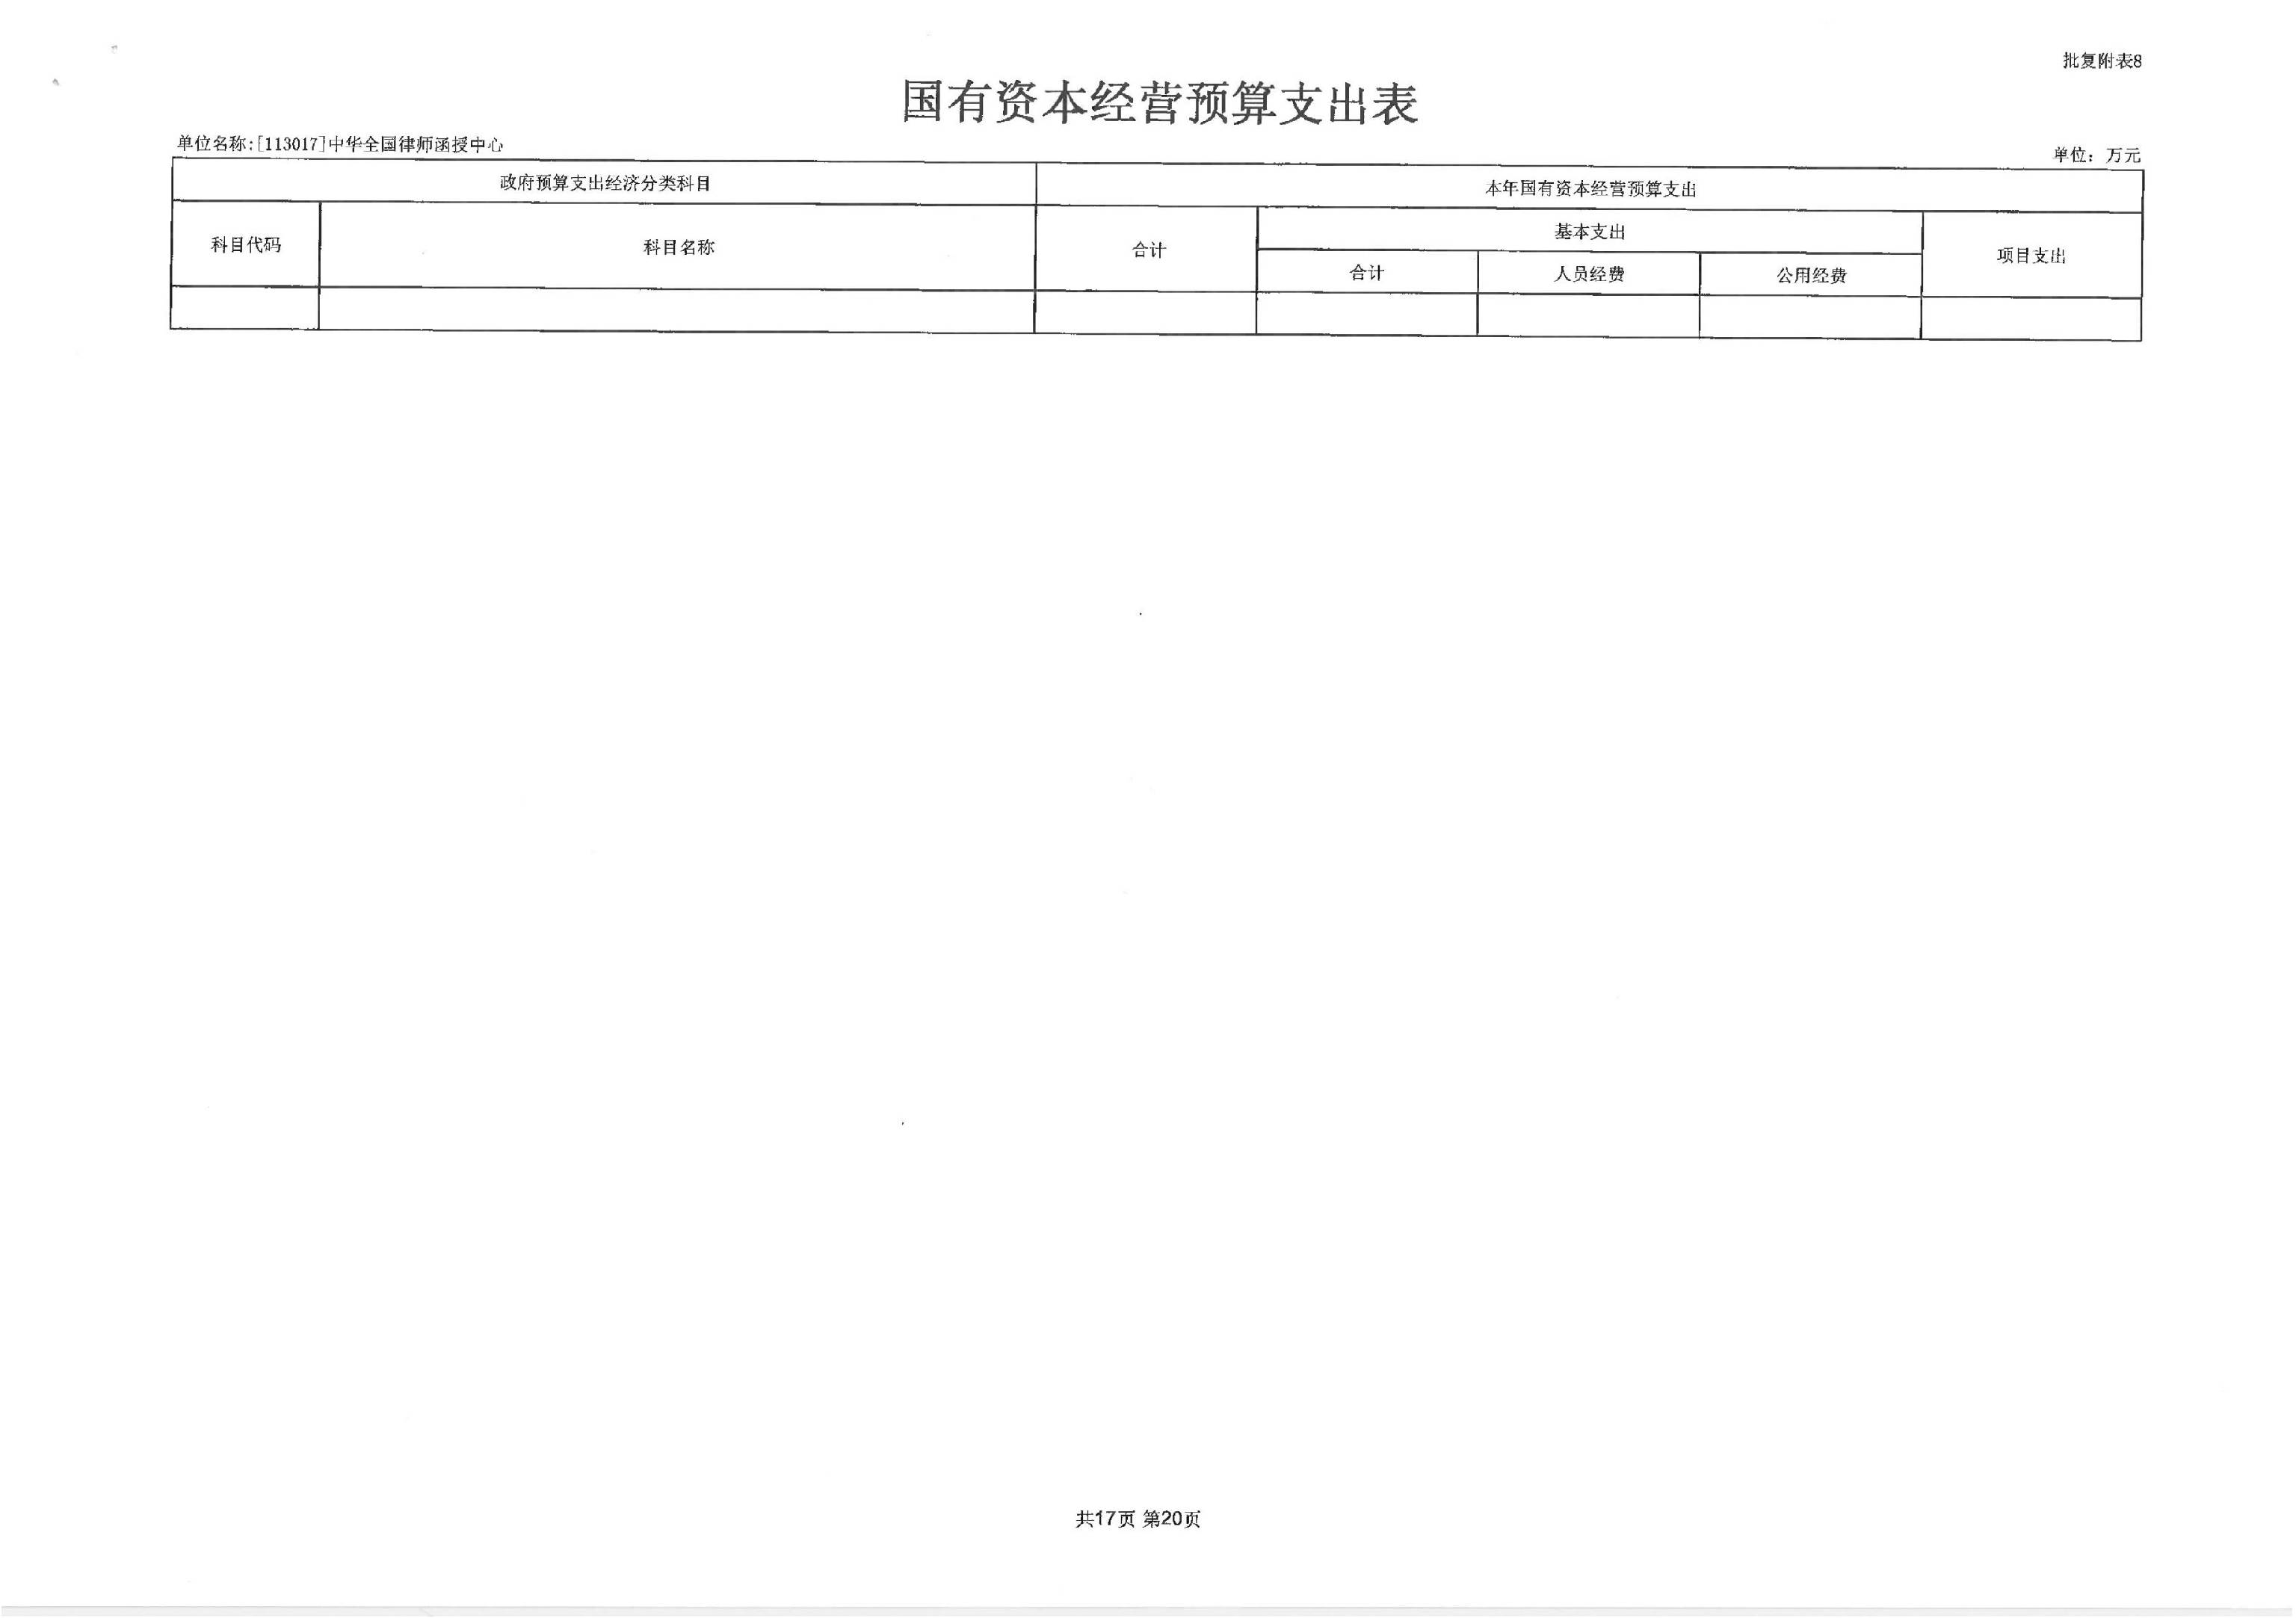 批复附表8
国有资本经营预算支出表
单位名称:[113017]中华全国律师函授中心
单位：万元
政府预算支出经济分类科目
本年国有资本经营预算支出
科目代码
科目名称
合计
基本支出
项目支出
合计
人员经费
公用经费
共17页 第20页